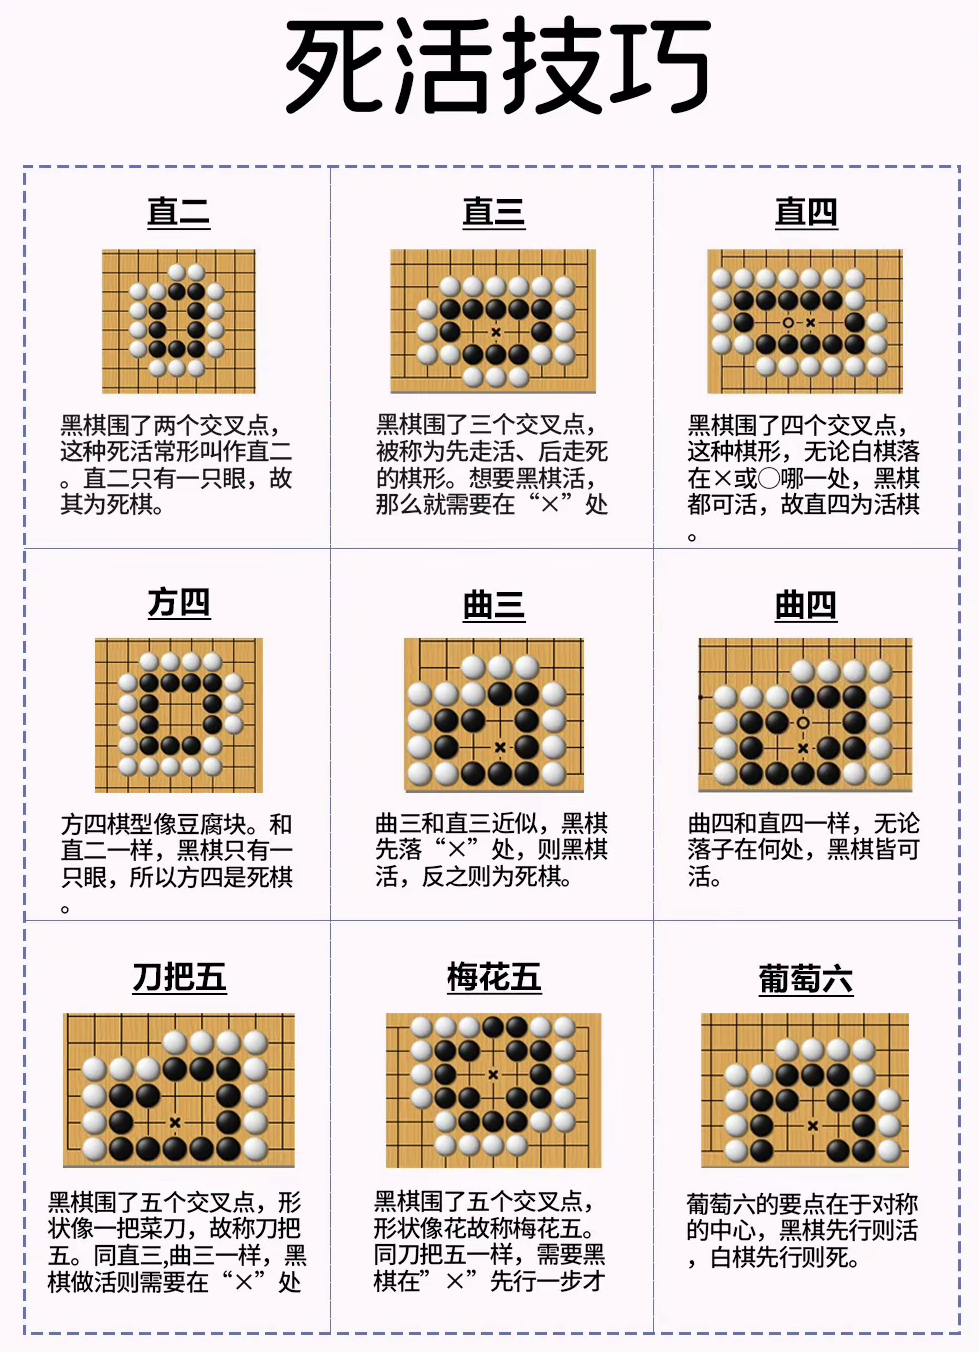 死活技巧
直二
黑棋围了两个交叉点，
这种死活常形叫作直二
。直二只有一只眼，故
其为死棋。
直三
黑棋围了三个交叉点，
被称为先走活、后走死
的棋形。想要黑棋活，
那么就需要在“×”处
直四
黑棋围了四个交叉点，
这种棋形，无论白棋落
在×或◯哪一处，黑棋
都可活，故直四为活棋
。
方四
方四棋型像豆腐块。和
直二一样，黑棋只有一
只眼，所以方四是死棋
。
曲三
曲三和直三近似，黑棋
先落“×”处，则黑棋
活，反之则为死棋。
曲四
曲四和直四一样，无论
落子在何处，黑棋皆可
活。
刀把五
黑棋围了五个交叉点，形
状像一把菜刀，故称刀把
五。同直三,曲三一样，黑
棋做活则需要在“×”处
梅花五
黑棋围了五个交叉点，
形状像花故称梅花五。
同刀把五一样，需要黑
棋在”×”先行一步才
葡萄六
葡萄六的要点在于对称
的中心，黑棋先行则活
，白棋先行则死。